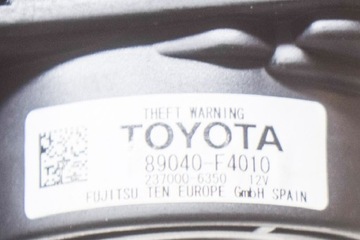 THEFT WARNING
TOYOTA
89040-F4010
237000-6350 12V
FUJITSU TEN EUROPE GmbH SPAIN